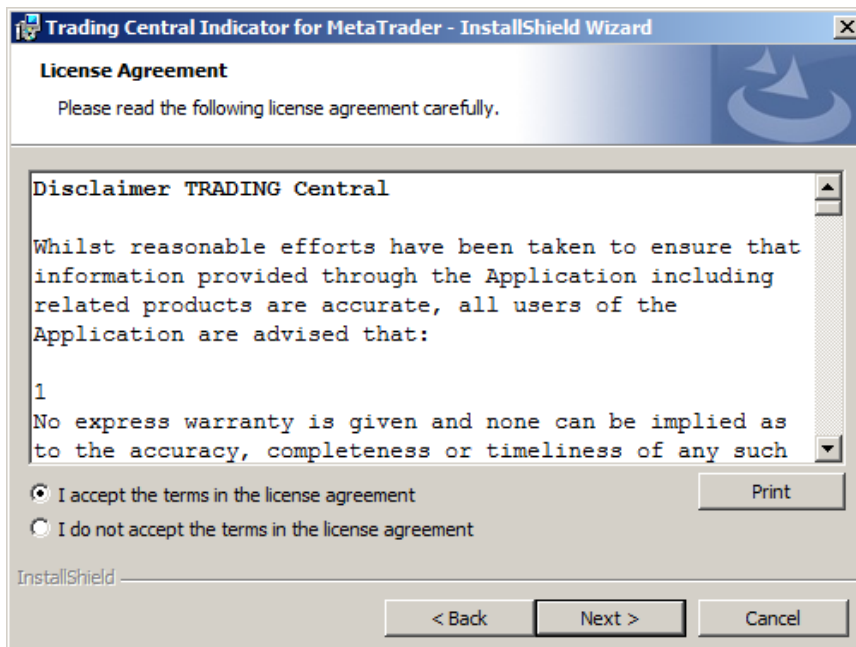 Trading Central Indicator for MetaTrader - InstallShield Wizard
License Agreement
Please read the following license agreement carefully.
Disclaimer TRADING Central
Whilst reasonable efforts have been taken to ensure that
information provided through the Application including
related products are accurate, all users of the
Application are advised that:
1
No express warranty is given and none can be implied as
to the accuracy, completeness or timeliness of any such
I accept the terms in the license agreement
Print
I do not accept the terms in the license agreement
InstallShield
< Back
Next >
Cancel